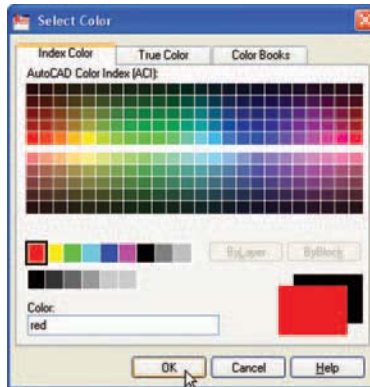 Select Color
Index Color True Color Color Books
AutoCAD Color Index (ACI):
ByLayer ByBlock
Color:
red
OK Cancel Help